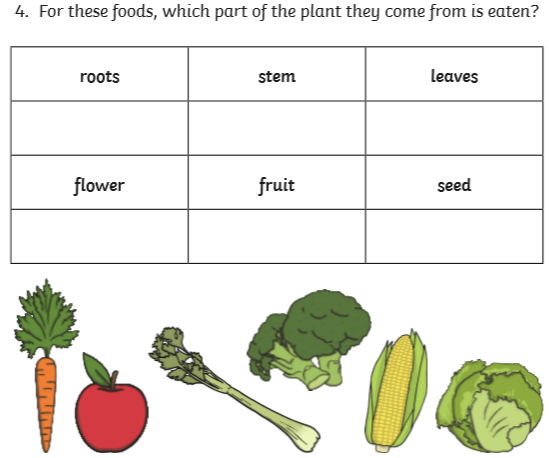 4. For these foods, which part of the plant they come from is eaten?
roots stem leaves
flower fruit seed